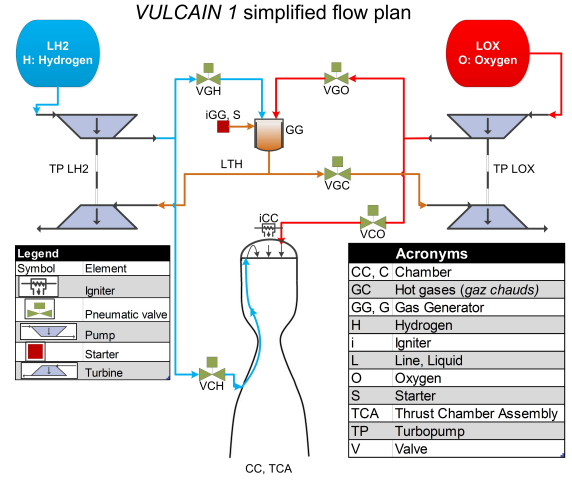 VULCAIN 1 simplified flow plan
LH2
H: Hydrogen
LOX
O: Oxygen
VGH
VGO
iGG, S
GG
TP LH2
LTH
VGC
TP LOX
iCC
VCO
VCH
CC, TCA
Legend
Symbol Element
Igniter
Pneumatic valve
Pump
Starter
Turbine
Acronyms
CC, C Chamber
GC Hot gases (gaz chauds)
GG, G Gas Generator
H Hydrogen
i Igniter
L Line, Liquid
O Oxygen
S Starter
TCA Thrust Chamber Assembly
TP Turbopump
V Valve